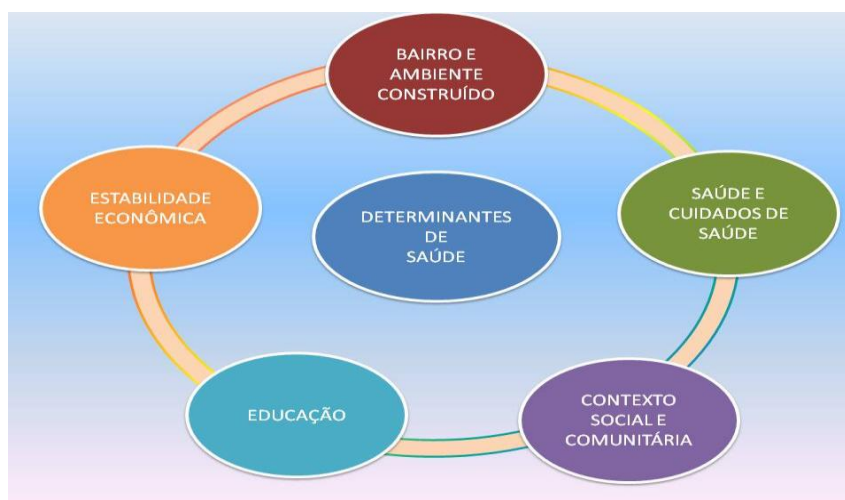 BAIRRO E
AMBIENTE
CONSTRUÍDO
ESTABILIDADE
ECONÔMICA
DETERMINANTES
DE
SAÚDE
SAÚDE E
CUIDADOS DE
SAÚDE
EDUCAÇÃO
CONTEXTO
SOCIAL E
COMUNITÁRIA